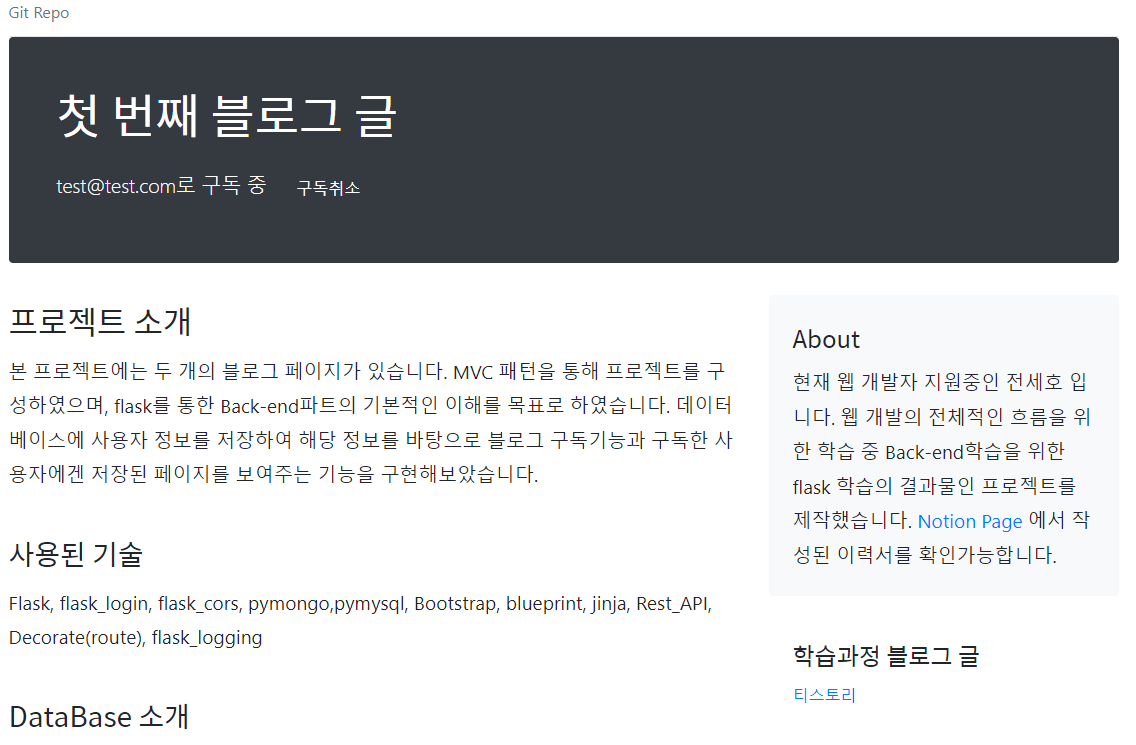 Git Repo
첫 번째 블로그 글
test@test.com로 구독 중 구독취소
프로젝트 소개
본 프로젝트에는 두 개의 블로그 페이지가 있습니다. MVC 패턴을 통해 프로젝트를 구
성하였으며, flask를 통한 Back-end파트의 기본적인 이해를 목표로 하였습니다. 데이터
베이스에 사용자 정보를 저장하여 해당 정보를 바탕으로 블로그 구독기능과 구독한 사
용자에겐 저장된 페이지를 보여주는 기능을 구현해보았습니다.
사용된 기술
Flask, flask_login, flask_cors, pymongo,pymysql, Bootstrap, blueprint, jinja, Rest_API,
Decorate(route), flask_logging
DataBase 소개
About
현재 웹 개발자 지원중인 전세호 입
니다. 웹 개발의 전체적인 흐름을 위
한 학습 중 Back-end학습을 위한
flask 학습의 결과물인 프로젝트를
제작했습니다. Notion Page 에서 작
성된 이력서를 확인가능합니다.
학습과정 블로그 글
티스토리